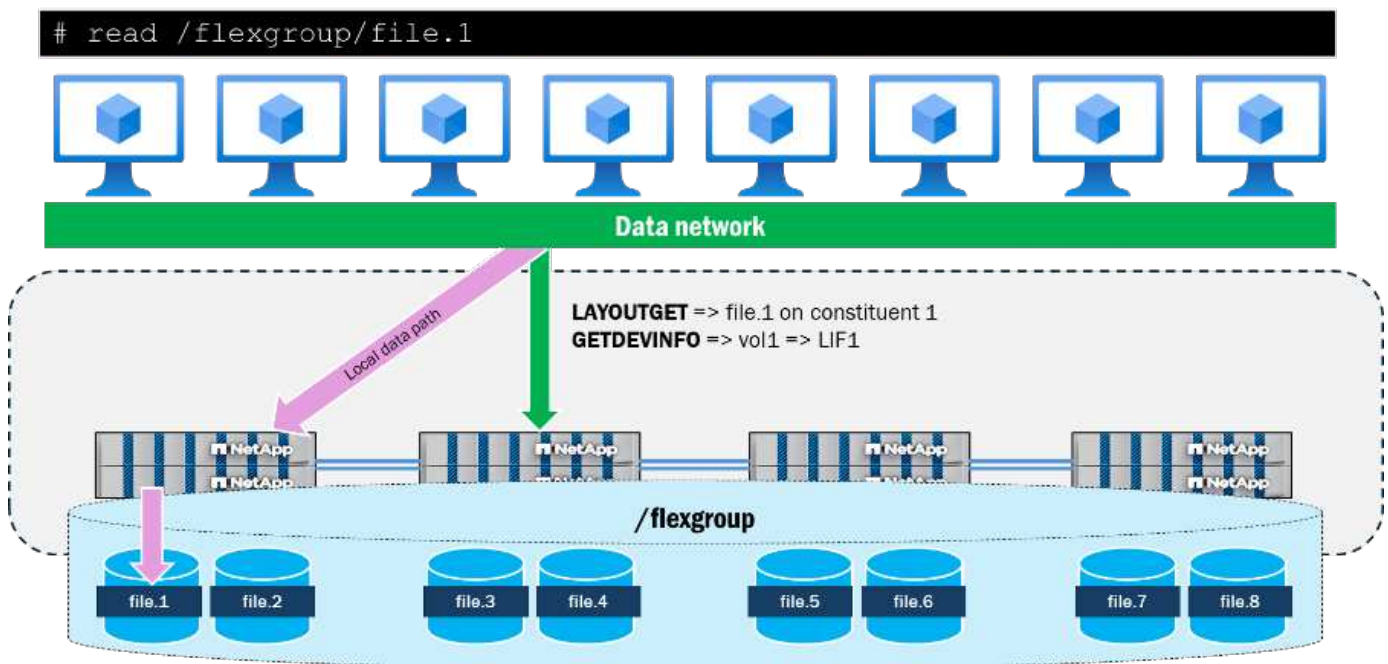 # read /flexgroup/file.1
Data network
Local data path
LAYOUTGET => file.1 on constituent 1
GETDEVINFO => vol1 => LIF1
NetApp NetApp NetApp NetApp
NetApp NetApp NetApp NetApp
/flexgroup
file.1 file.2 file.3 file.4 file.5 file.6 file.7 file.8